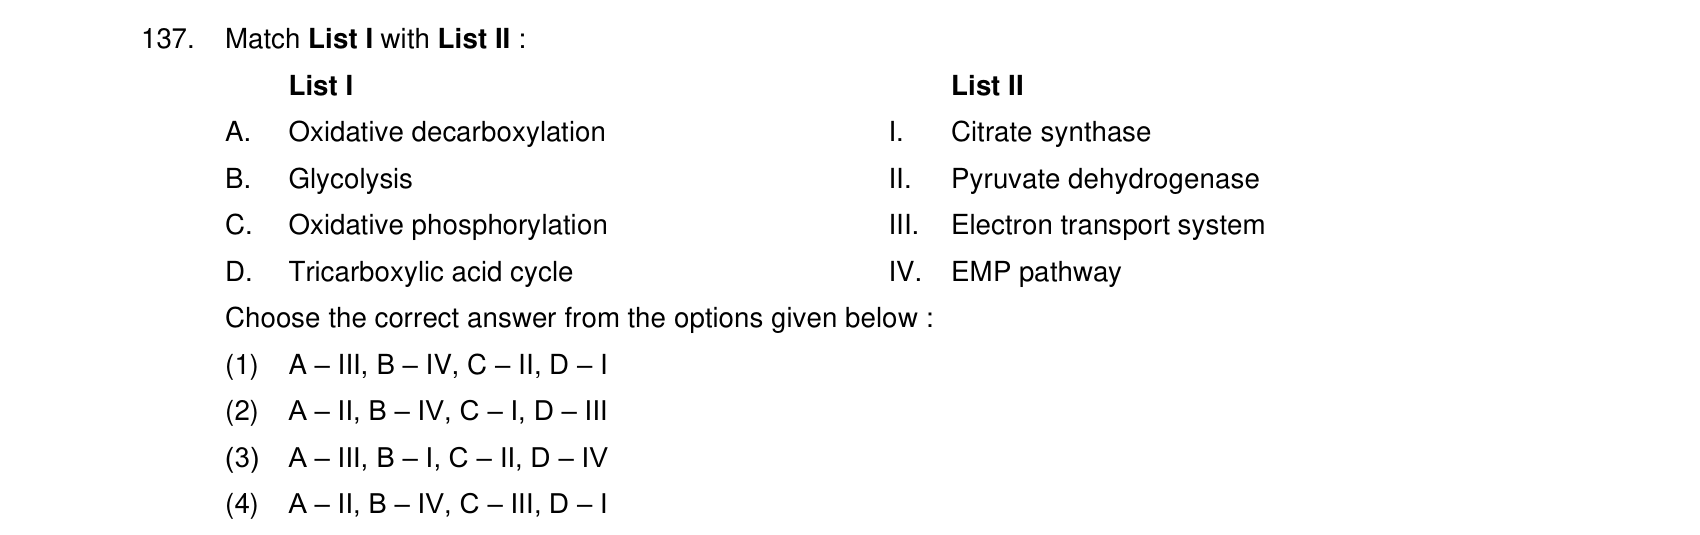 137. Match List I with List II :
List I List II
A. Oxidative decarboxylation I. Citrate synthase
B. Glycolysis II. Pyruvate dehydrogenase
C. Oxidative phosphorylation III. Electron transport system
D. Tricarboxylic acid cycle IV. EMP pathway
Choose the correct answer from the options given below :
(1) A – III, B – IV, C – II, D – I
(2) A – II, B – IV, C – I, D – III
(3) A – III, B – I, C – II, D – IV
(4) A – II, B – IV, C – III, D – I